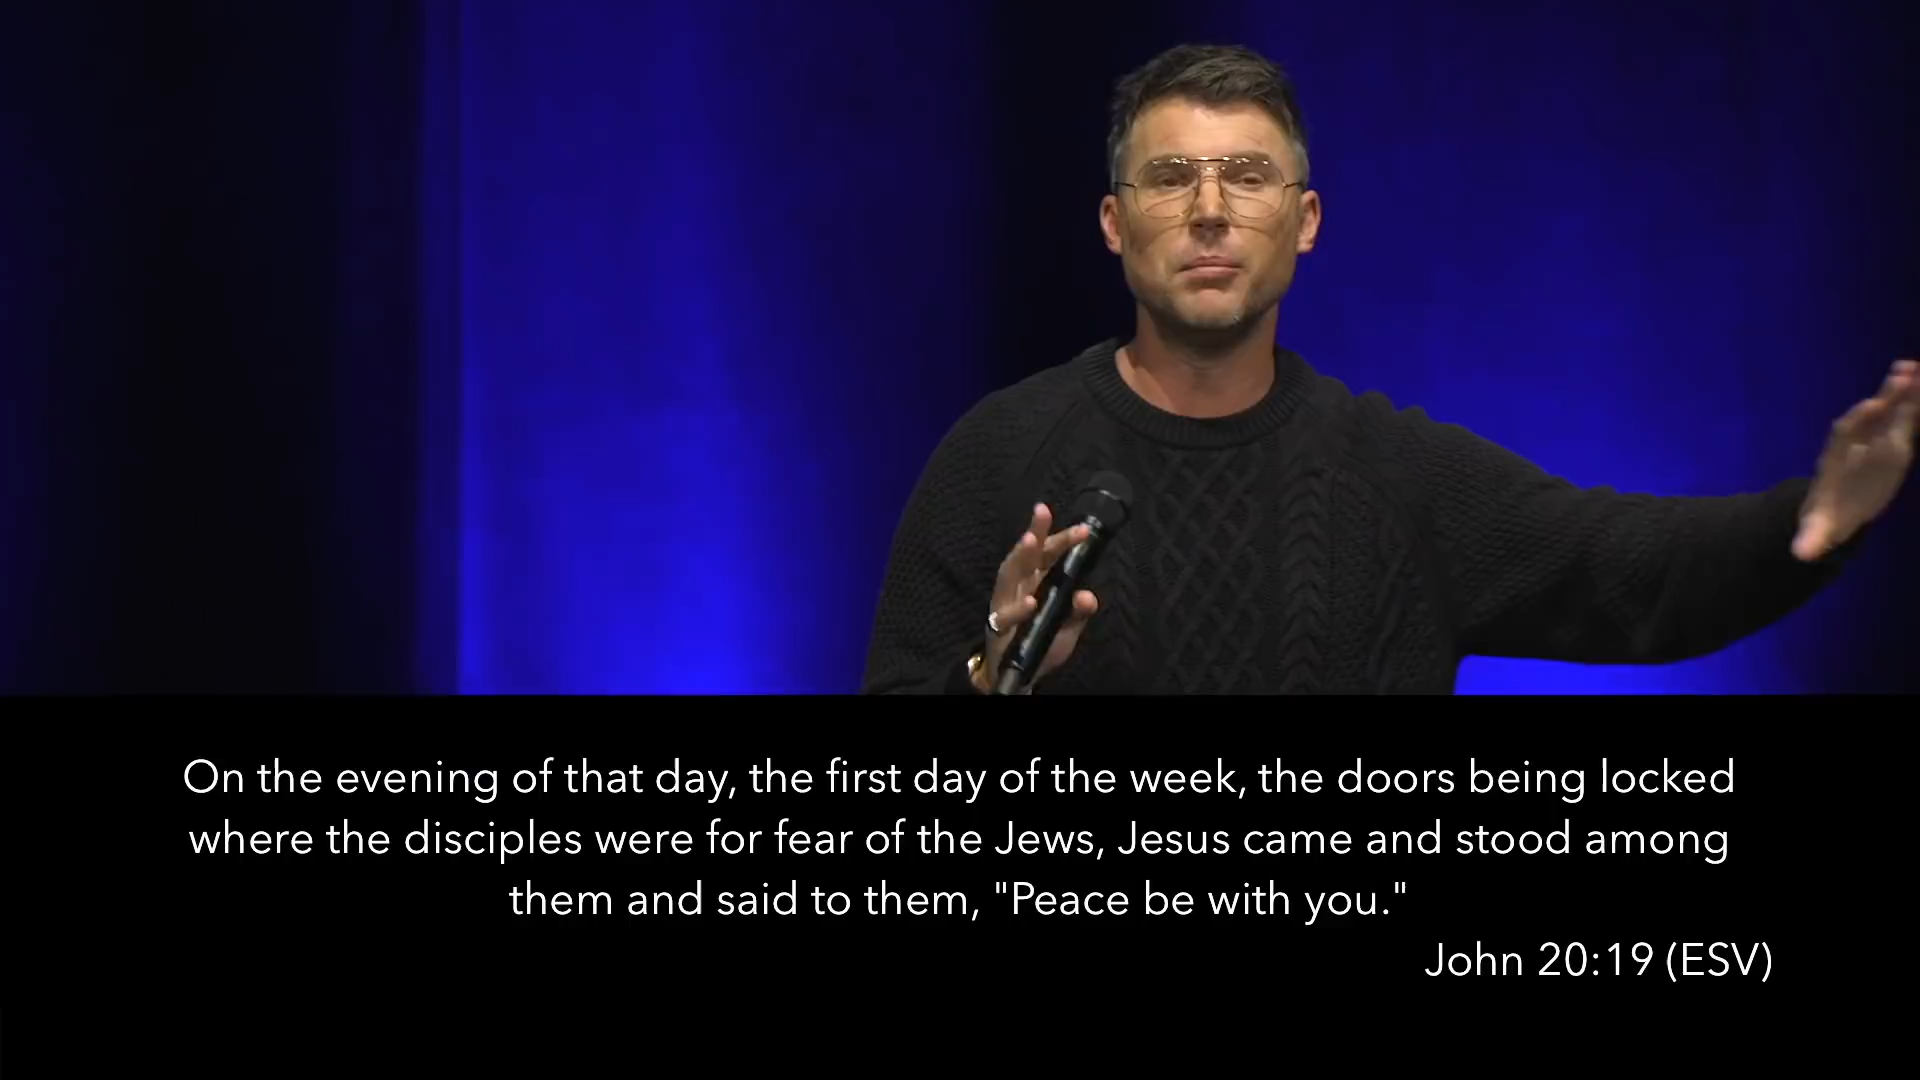 On the evening of that day, the first day of the week, the doors being locked
where the disciples were for fear of the Jews, Jesus came and stood among
them and said to them, "Peace be with you."
John 20:19 (ESV)